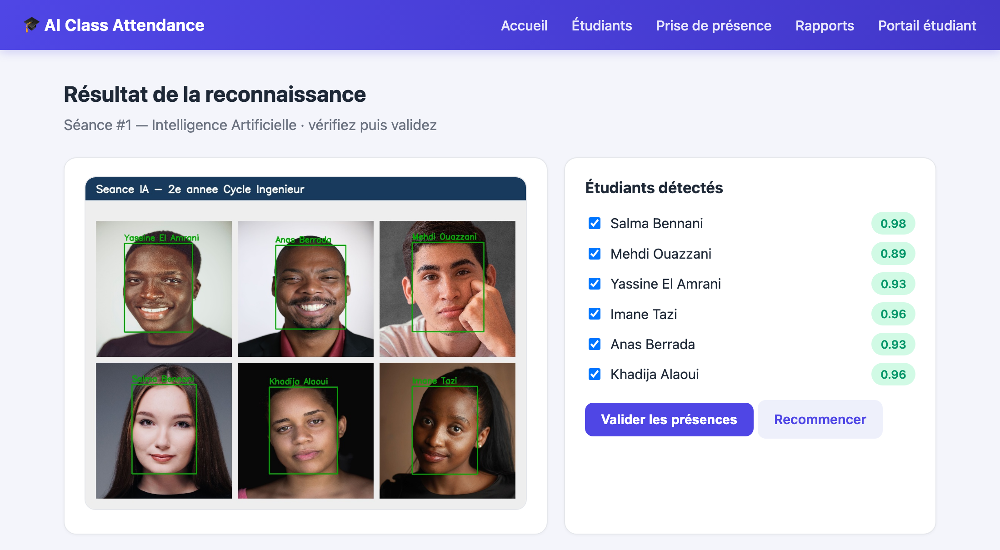 AI Class Attendance
Accueil Étudiants Prise de présence Rapports Portail étudiant
Résultat de la reconnaissance
Séance #1 — Intelligence Artificielle · vérifiez puis validez
Seance IA - 2e annee Cycle Ingenieur
Yassine El Amrani
Anas Berrada
Mehdi Ouazzani
Salma Bennani
Khadija Alaoui
Imane Tazi
Étudiants détectés
Salma Bennani 0.98
Mehdi Ouazzani 0.89
Yassine El Amrani 0.93
Imane Tazi 0.96
Anas Berrada 0.93
Khadija Alaoui 0.96
Valider les présences Recommencer